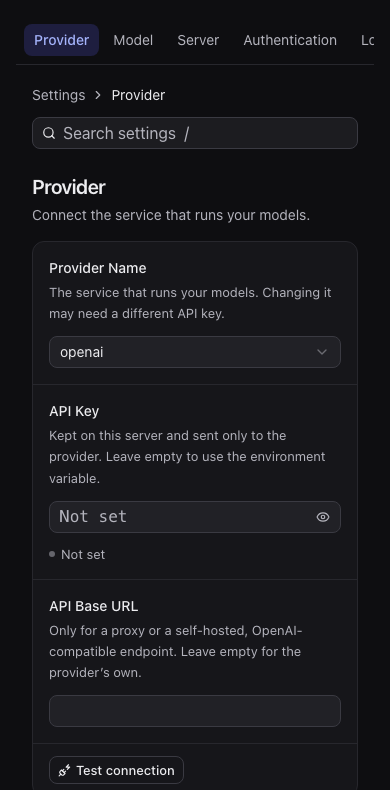 Provider Model Server Authentication Lo
Settings > Provider
Search settings /
Provider
Connect the service that runs your models.
Provider Name
The service that runs your models. Changing it
may need a different API key.
openai
API Key
Kept on this server and sent only to the
provider. Leave empty to use the environment
variable.
Not set
Not set
API Base URL
Only for a proxy or a self-hosted, OpenAI-
compatible endpoint. Leave empty for the
provider's own.
Test connection